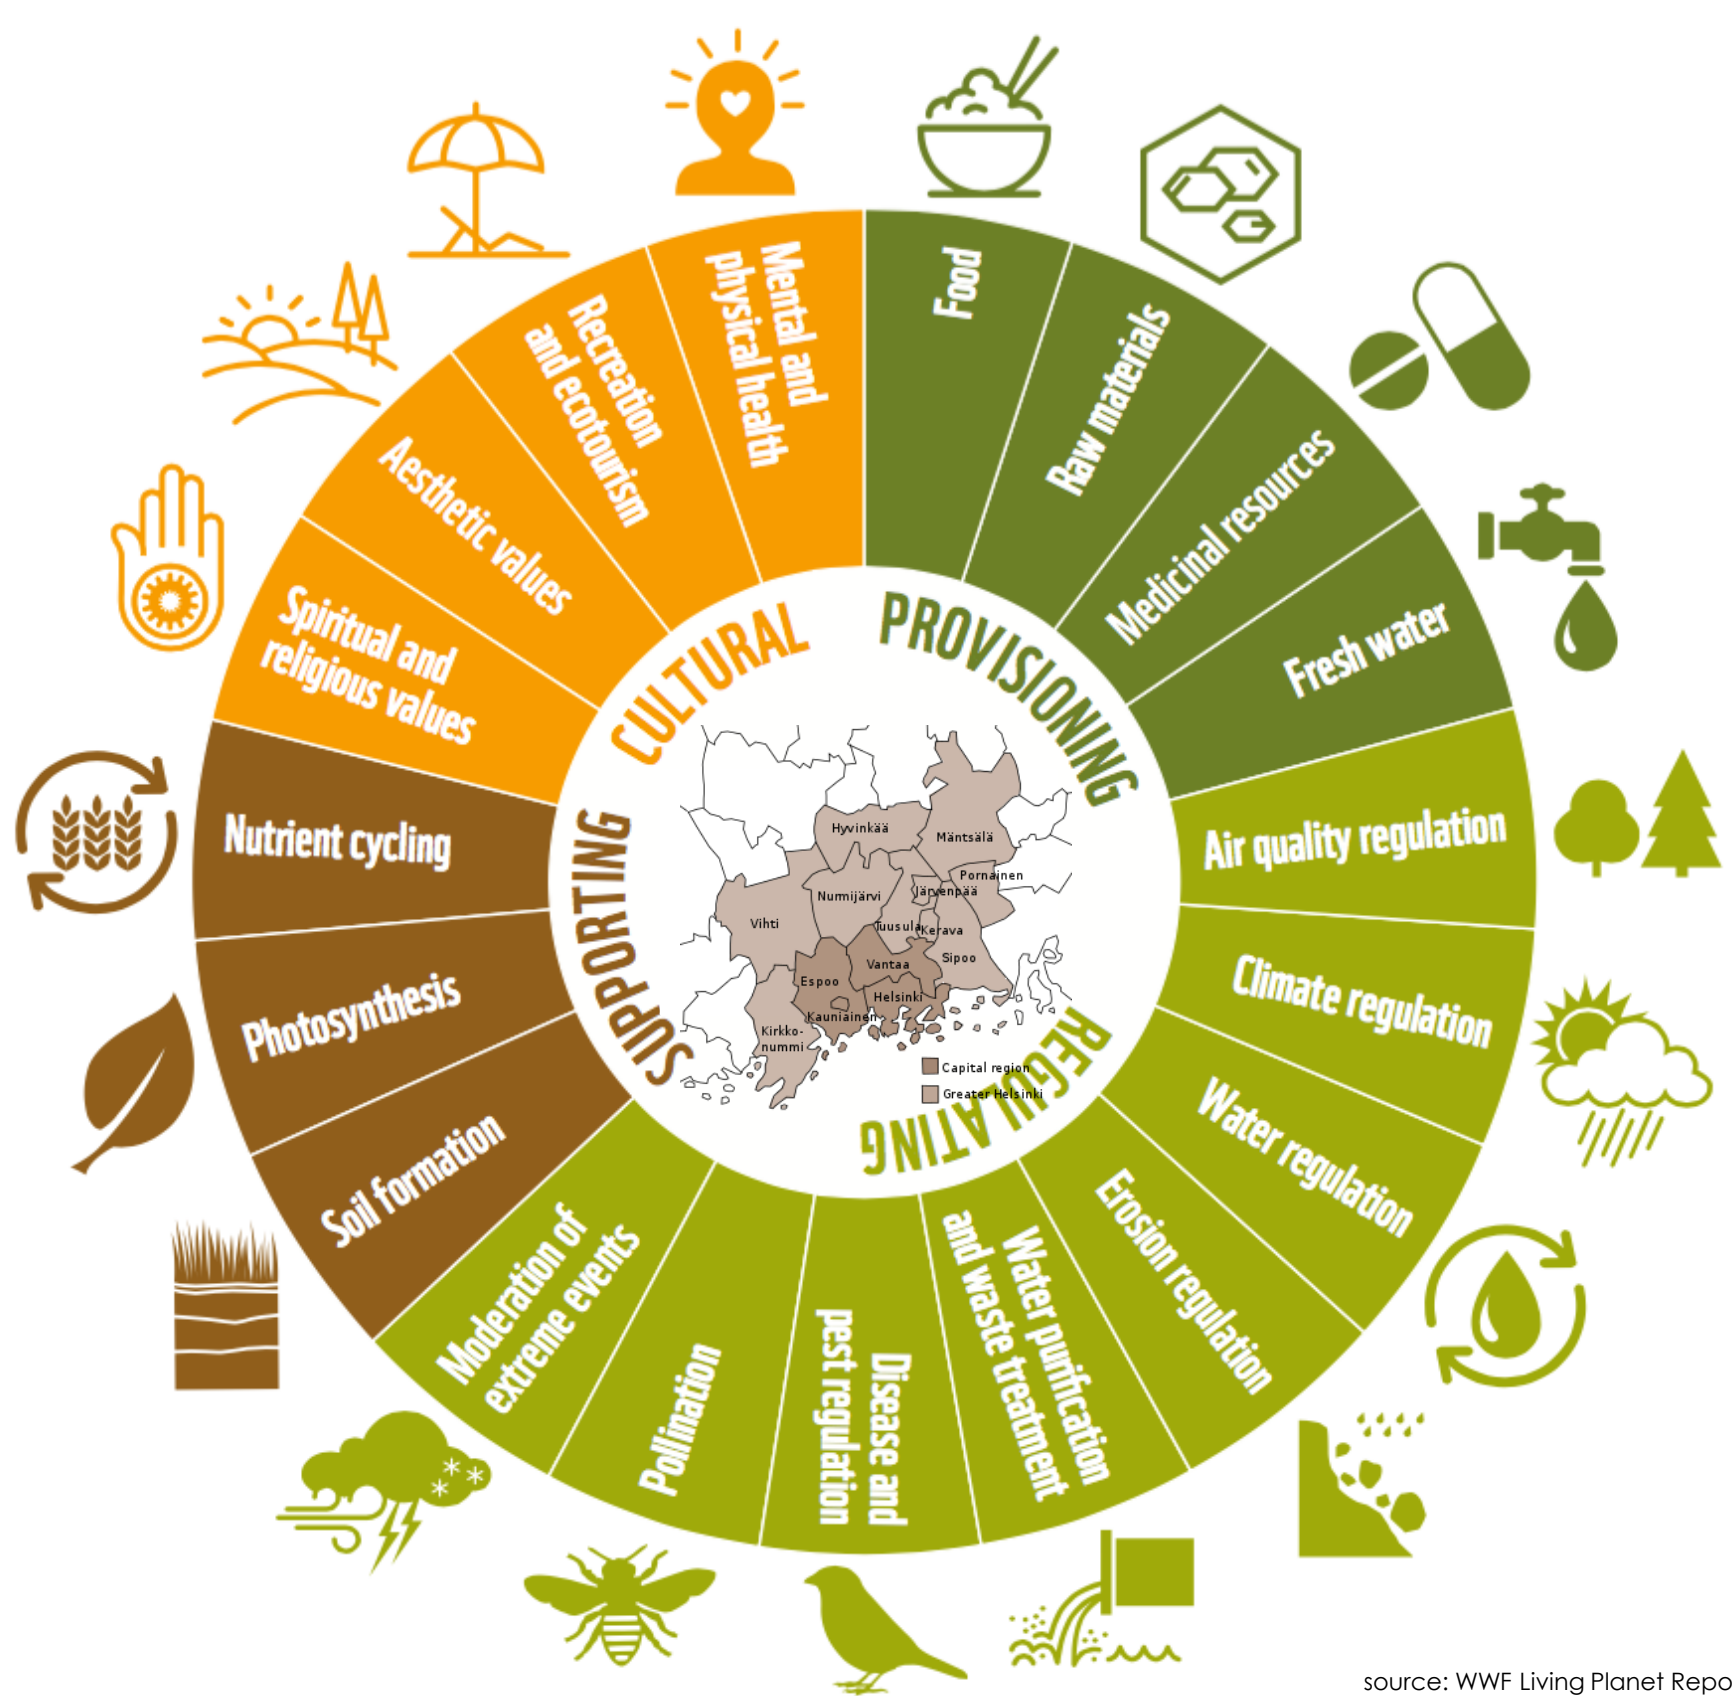 Mental and
physical health
Food
Raw materials
Medicinal resources
Fresh water
Air quality regulation
Climate regulation
Water regulation
Erosion regulation
Water purification
and waste treatment
Disease and
pest regulation
Pollination
Moderation of
extreme events
Soil formation
Photosynthesis
Nutrient cycling
Spiritual and
religious values
Aesthetic values
Recreation
and ecotourism
CULTURAL
PROVISIONING
REGULATING
SUPPORTING
Hyvinkää
Mäntsälä
Pornainen
Järvenpää
Nurmijärvi
Vihti
Tuusula
Kerava
Sipoo
Vantaa
Espoo
Helsinki
Kauniainen
Kirkko-
nummi
Capital region
Greater Helsinki
source: WWF Living Planet Repo